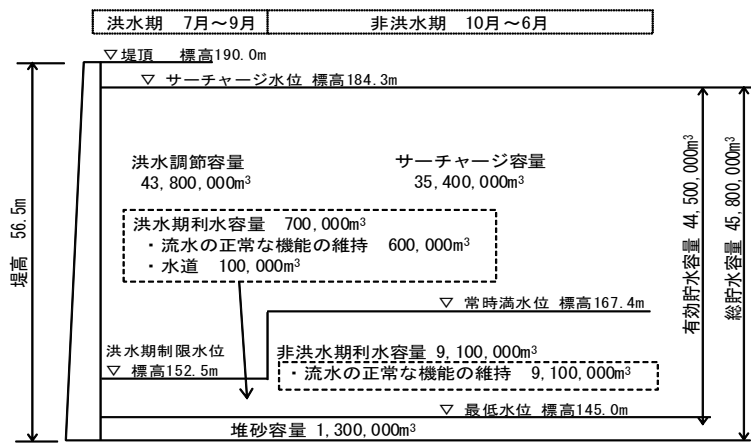 洪水期 7月～9月
非洪水期 10月～6月
▽堤頂 標高190.0m
▽ サーチャージ水位 標高184.3m
洪水調節容量
43,800,000m³
サーチャージ容量
35,400,000m³
洪水期利水容量 700,000m³
・流水の正常な機能の維持 600,000m³
・水道 100,000m³
▽ 常時満水位 標高167.4m
洪水期制限水位
▽ 標高152.5m
非洪水期利水容量 9,100,000m³
・流水の正常な機能の維持 9,100,000m³
▽ 最低水位 標高145.0m
堆砂容量 1,300,000m³
堤高 56.5m
有効貯水容量 44,500,000m³
総貯水容量 45,800,000m³